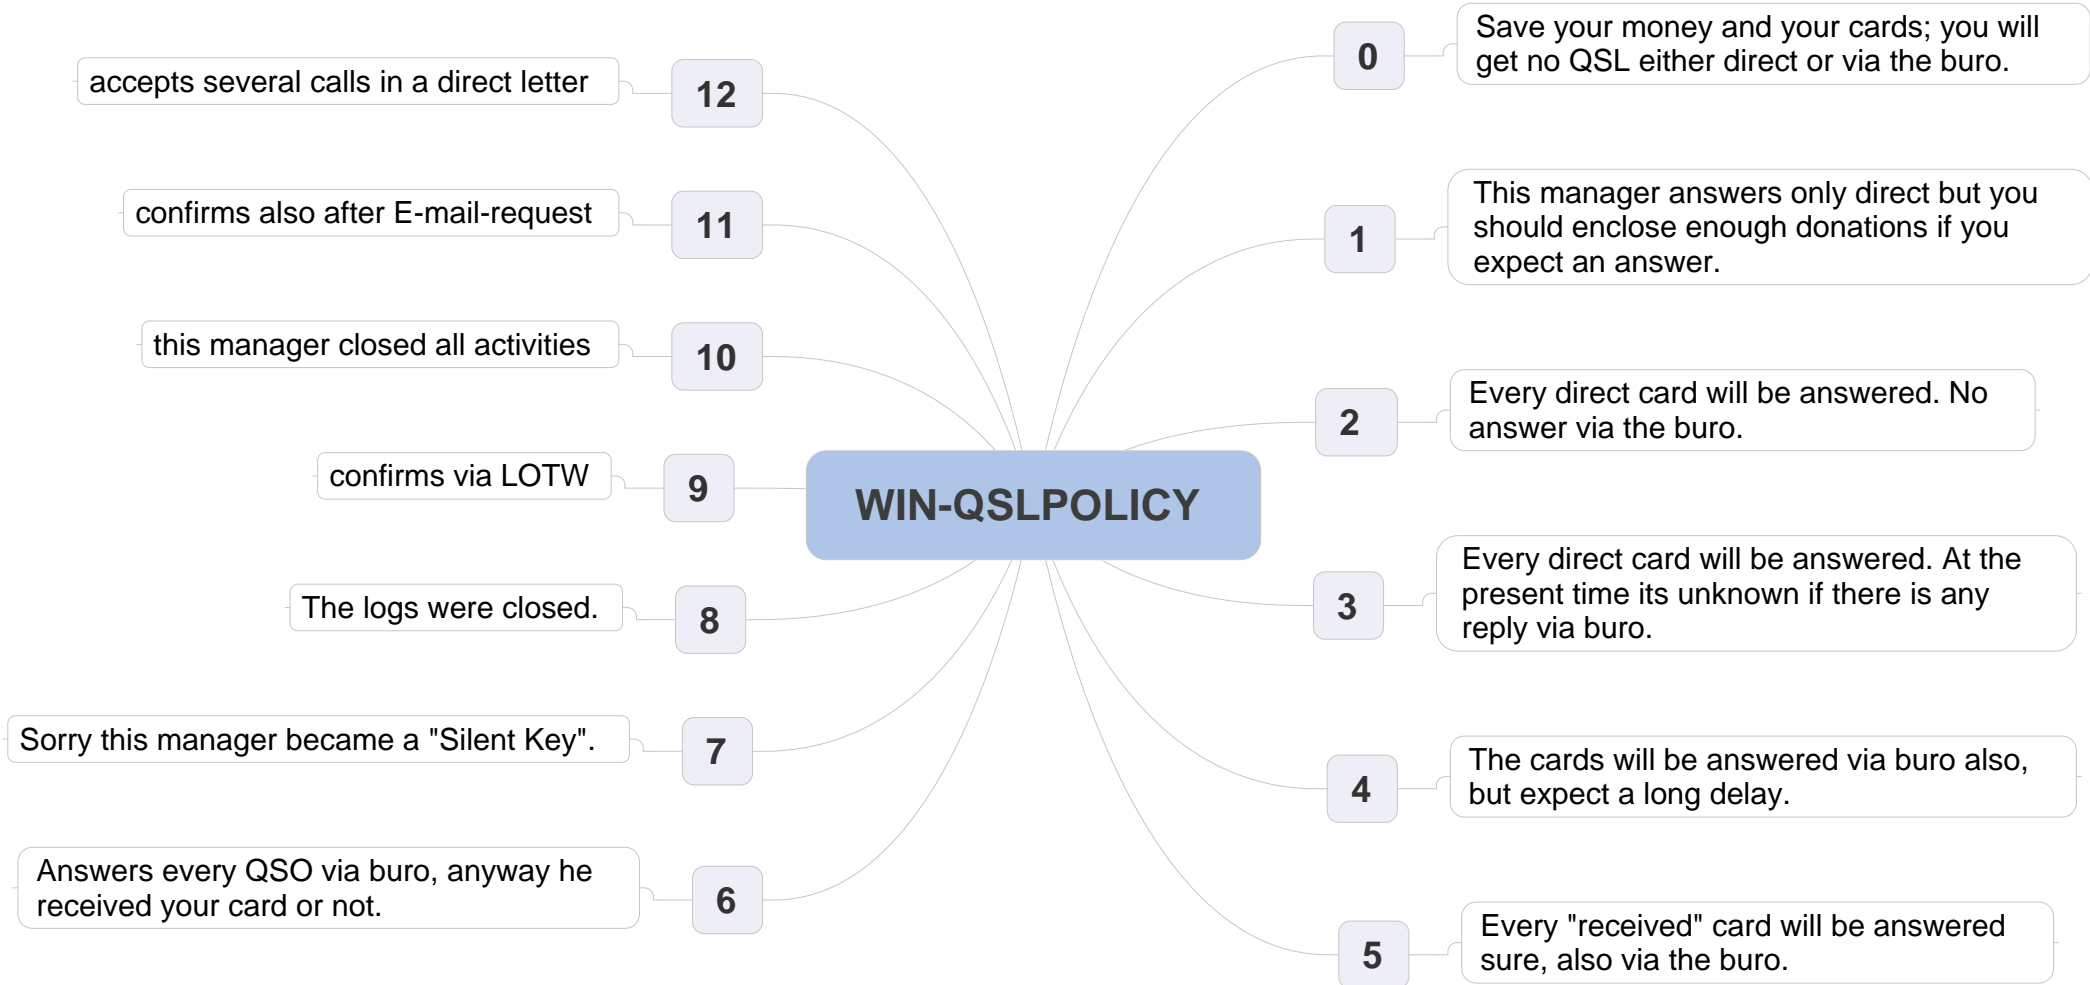 WIN-QSLPOLICY
0
Save your money and your cards; you will
get no QSL either direct or via the buro.
1
This manager answers only direct but you
should enclose enough donations if you
expect an answer.
2
Every direct card will be answered. No
answer via the buro.
3
Every direct card will be answered. At the
present time its unknown if there is any
reply via buro.
4
The cards will be answered via buro also,
but expect a long delay.
5
Every "received" card will be answered
sure, also via the buro.
6
Answers every QSO via buro, anyway he
received your card or not.
7
Sorry this manager became a "Silent Key".
8
The logs were closed.
9
confirms via LOTW
10
this manager closed all activities
11
confirms also after E-mail-request
12
accepts several calls in a direct letter